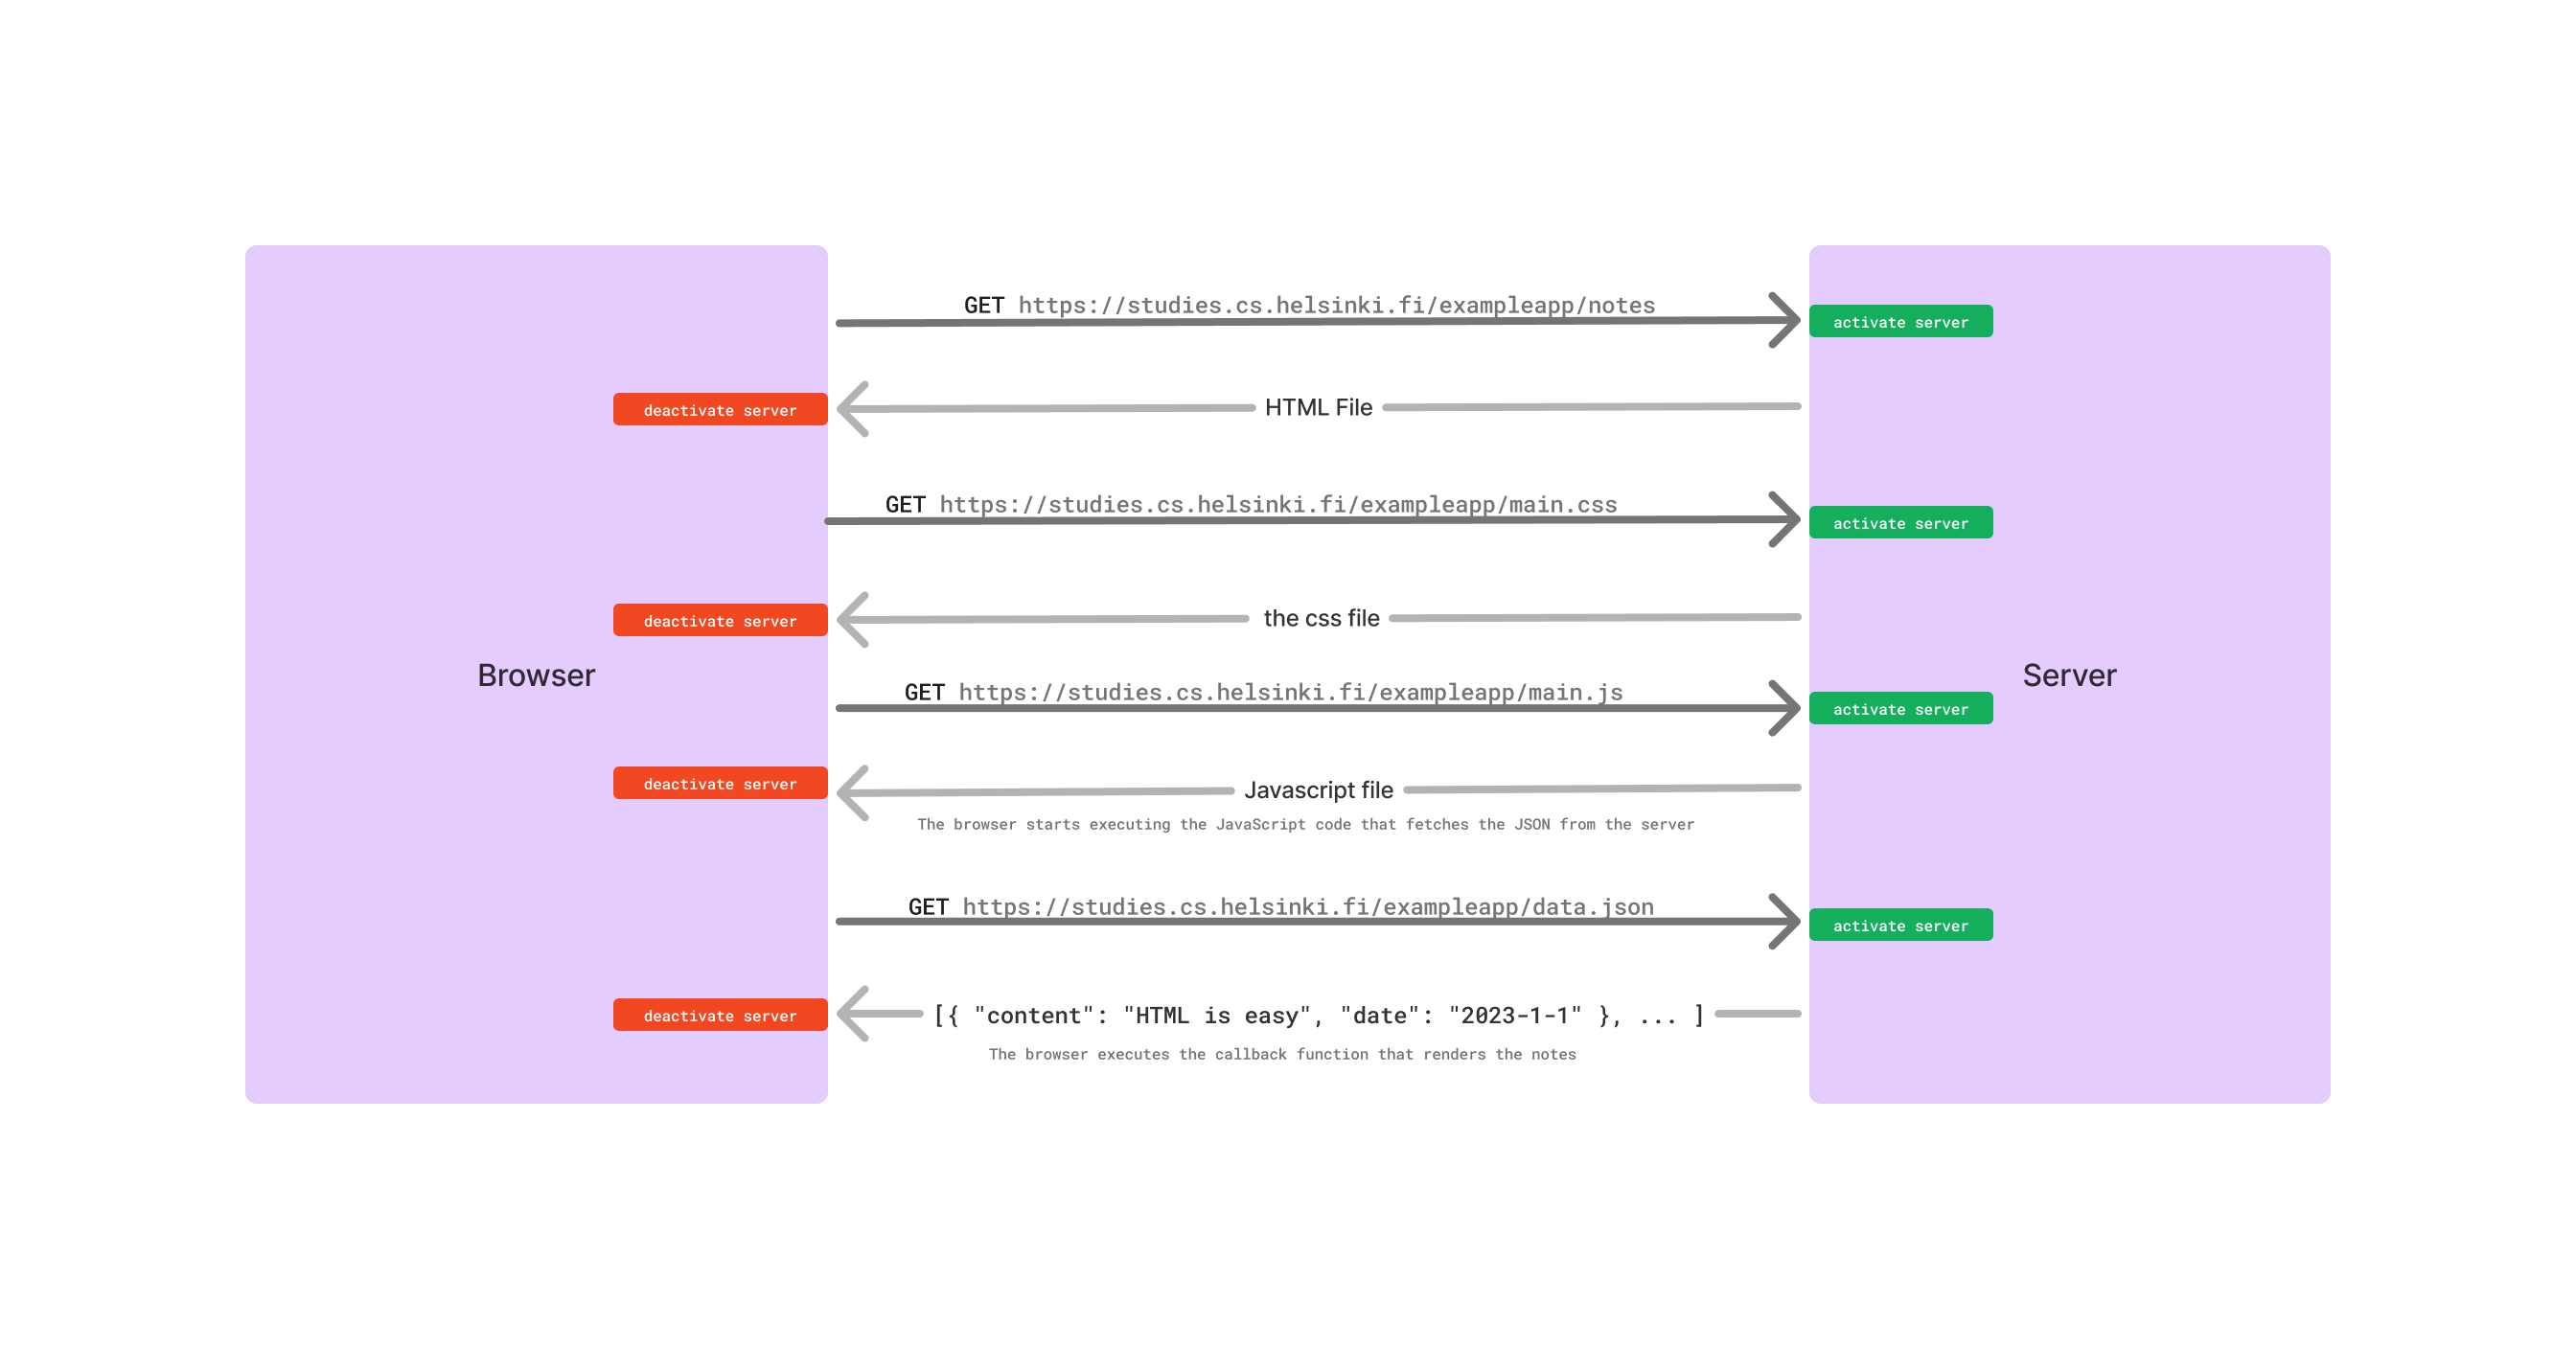 GET https://studies.cs.helsinki.fi/exampleapp/notes
activate server
deactivate server
HTML File
GET https://studies.cs.helsinki.fi/exampleapp/main.css
activate server
deactivate server
the css file
Browser
Server
GET https://studies.cs.helsinki.fi/exampleapp/main.js
activate server
deactivate server
Javascript file
The browser starts executing the JavaScript code that fetches the JSON from the server
GET https://studies.cs.helsinki.fi/exampleapp/data.json
activate server
deactivate server
[{ "content": "HTML is easy", "date": "2023-1-1" }, ... ]
The browser executes the callback function that renders the notes